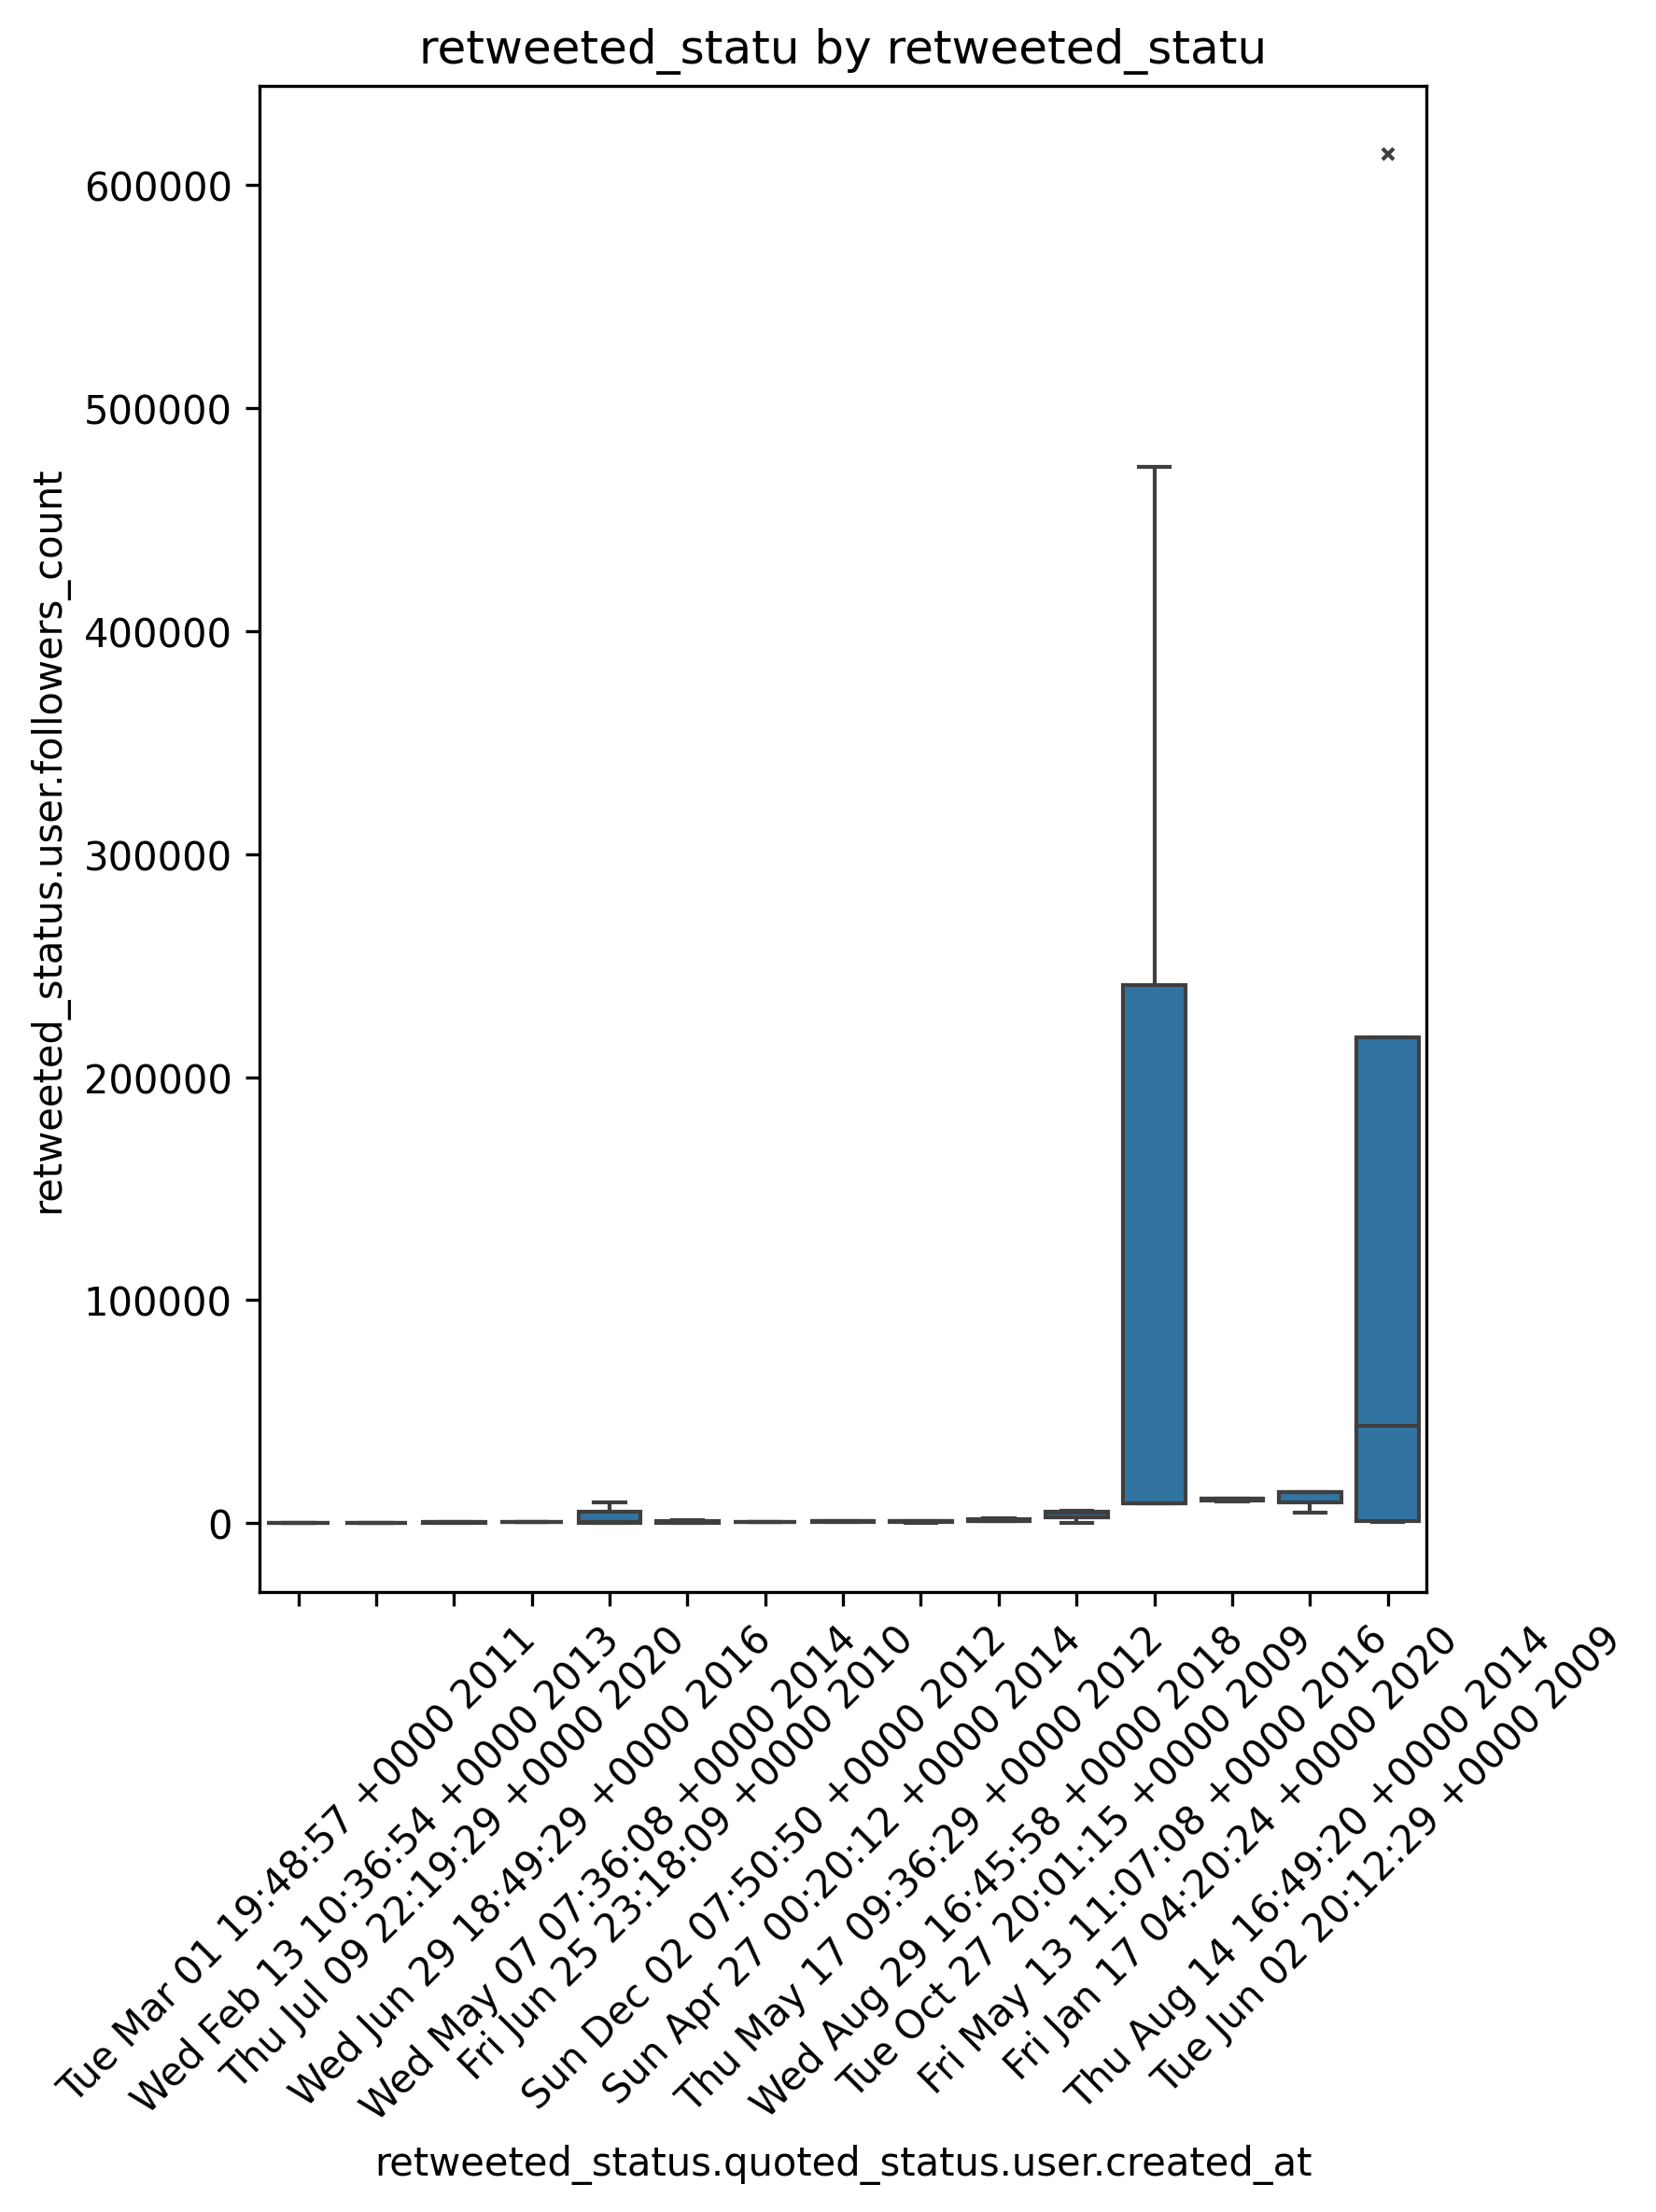 retweeted_statu by retweeted_statu
retweeted_status.user.followers_count
600000
500000
400000
300000
200000
100000
0
Tue Mar 01 19:48:57 +0000 2011
Wed Feb 13 10:36:54 +0000 2013
Thu Jul 09 22:19:29 +0000 2020
Wed Jun 29 18:49:29 +0000 2016
Wed May 07 07:36:08 +0000 2014
Fri Jun 25 23:18:09 +0000 2010
Sun Dec 02 07:50:50 +0000 2012
Sun Apr 27 00:20:12 +0000 2014
Thu May 17 09:36:29 +0000 2012
Wed Aug 29 16:45:58 +0000 2018
Tue Oct 27 20:01:15 +0000 2009
Fri May 13 11:07:08 +0000 2016
Fri Jan 17 04:20:24 +0000 2020
Thu Aug 14 16:49:20 +0000 2014
Tue Jun 02 20:12:29 +0000 2009
retweeted_status.quoted_status.user.created_at